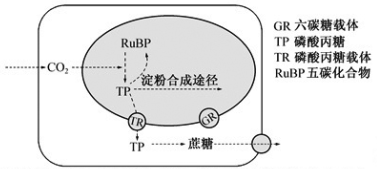 RuBP
CO₂
TP
淀粉合成途径
TR
GR
TP
蔗糖
GR 六碳糖载体
TP 磷酸丙糖
TR 磷酸丙糖载体
RuBP 五碳化合物